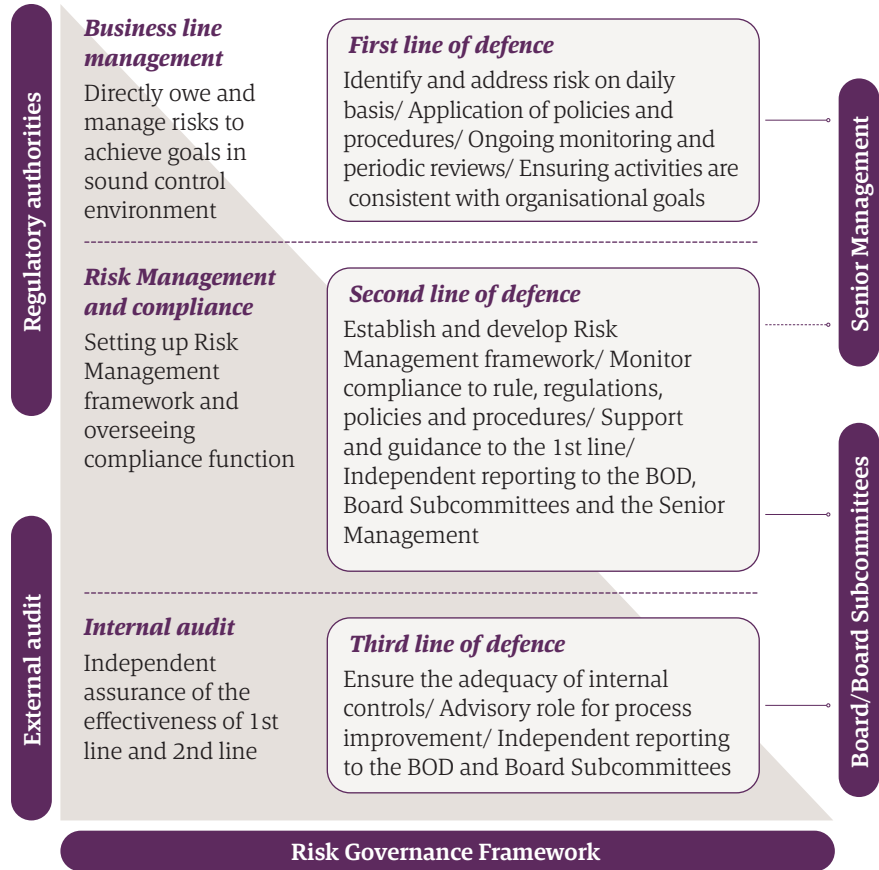 Regulatory authorities
External audit
Business line
management
Directly owe and
manage risks to
achieve goals in
sound control
environment
First line of defence
Identify and address risk on daily
basis/ Application of policies and
procedures/ Ongoing monitoring and
periodic reviews/ Ensuring activities are
consistent with organisational goals
Risk Management
and compliance
Setting up Risk
Management
framework and
overseeing
compliance function
Second line of defence
Establish and develop Risk
Management framework/ Monitor
compliance to rule, regulations,
policies and procedures/ Support
and guidance to the 1st line/
Independent reporting to the BOD,
Board Subcommittees and the Senior
Management
Internal audit
Independent
assurance of the
effectiveness of 1st
line and 2nd line
Third line of defence
Ensure the adequacy of internal
controls/ Advisory role for process
improvement/ Independent reporting
to the BOD and Board Subcommittees
Senior Management
Board/Board Subcommittees
Risk Governance Framework